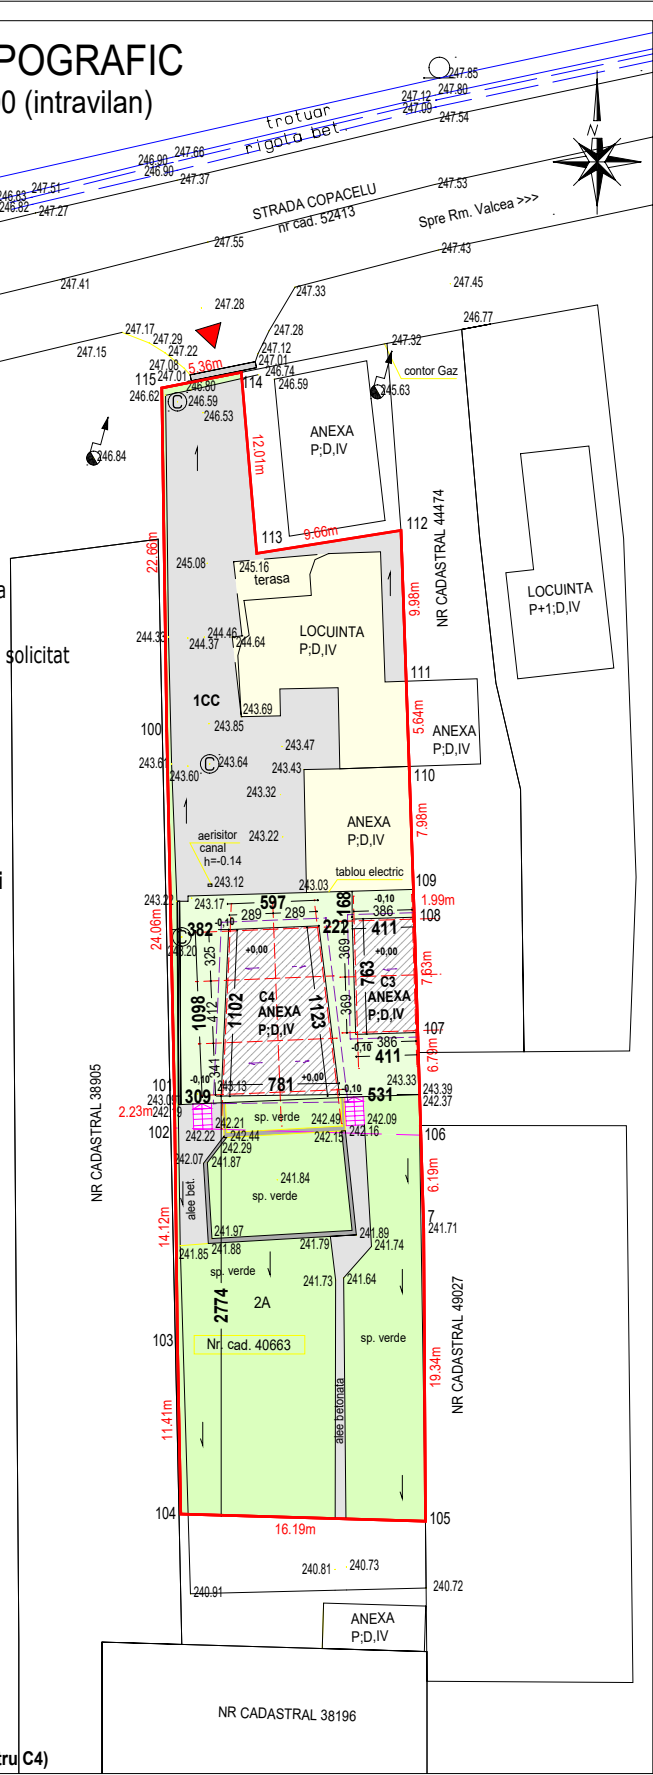 POGRAFIC
00 (intravilan)
247.85
247.12
247.80
247.09
247.54
trotuar
rigola bet.
247.66
246.90
246.90
247.37
247.51
246.83
246.82
247.27
N
STRADA COPACELU
nr cad. 52413
247.53
Spre Rm. Valcea >>>
247.55
247.43
247.41
247.33
247.45
247.28
246.77
247.17
247.29
247.28
247.32
247.15
247.22
247.12
247.08
247.01
247.01
5.36m
246.74
115
114
246.59
contor Gaz
246.80
246.62
C
246.59
245.63
246.53
ANEXA
P;D,IV
246.84
12.01m
9.66m
112
113
22.66m
NR CADASTRAL 44474
245.08
245.16
terasa
9.98m
LOCUINTA
P+1;D,IV
a
244.33
244.46
244.37
244.64
LOCUINTA
P;D,IV
solicitat
111
1CC
243.69
5.64m
100
243.85
ANEXA
P;D,IV
243.47
243.61
C
243.64
243.43
243.60
110
243.32
7.98m
ANEXA
P;D,IV
aerisitor
canal
h=-0.14
243.22
tablou electric
i
243.12
243.03
109
243.22
243.17
597
168
-0,10
1.99m
289
289
386
108
382
-0,10
222
411
24.06m
243.20
325
+0,00
369
+0,00
763
7.63m
C3
ANEXA
P;D,IV
1098
412
1102
C4
ANEXA
P;D,IV
1123
369
107
386
-0,10
411
6.79m
341
101
-0,10
243.13
781
+0,00
-0,10
243.33
243.39
243.09
309
531
242.37
2.23m
242.19
sp. verde
102
242.21
242.49
242.09
242.22
242.44
242.15
242.16
106
242.29
242.07
241.87
NR CADASTRAL 38905
alee bet.
241.84
sp. verde
6.19m
14.12m
7
241.71
241.97
241.89
241.85
241.88
241.79
241.74
sp. verde
241.73
241.64
2774
2A
103
Nr. cad. 40663
sp. verde
NR CADASTRAL 49027
19.34m
11.41m
alee betonata
104
105
16.19m
240.81
240.73
240.91
240.72
ANEXA
P;D,IV
NR CADASTRAL 38196
tru C4)